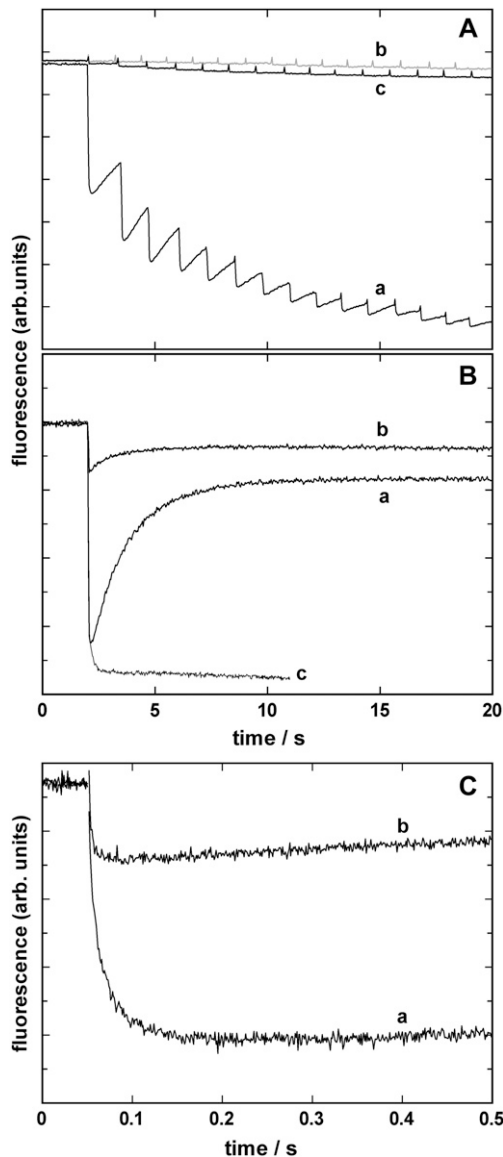 A
b
c
a
fluorescence (arb.units)
B
b
a
c
0 5 10 15 20
time / s
C
b
a
fluorescence (arb. units)
0 0.1 0.2 0.3 0.4 0.5
time / s